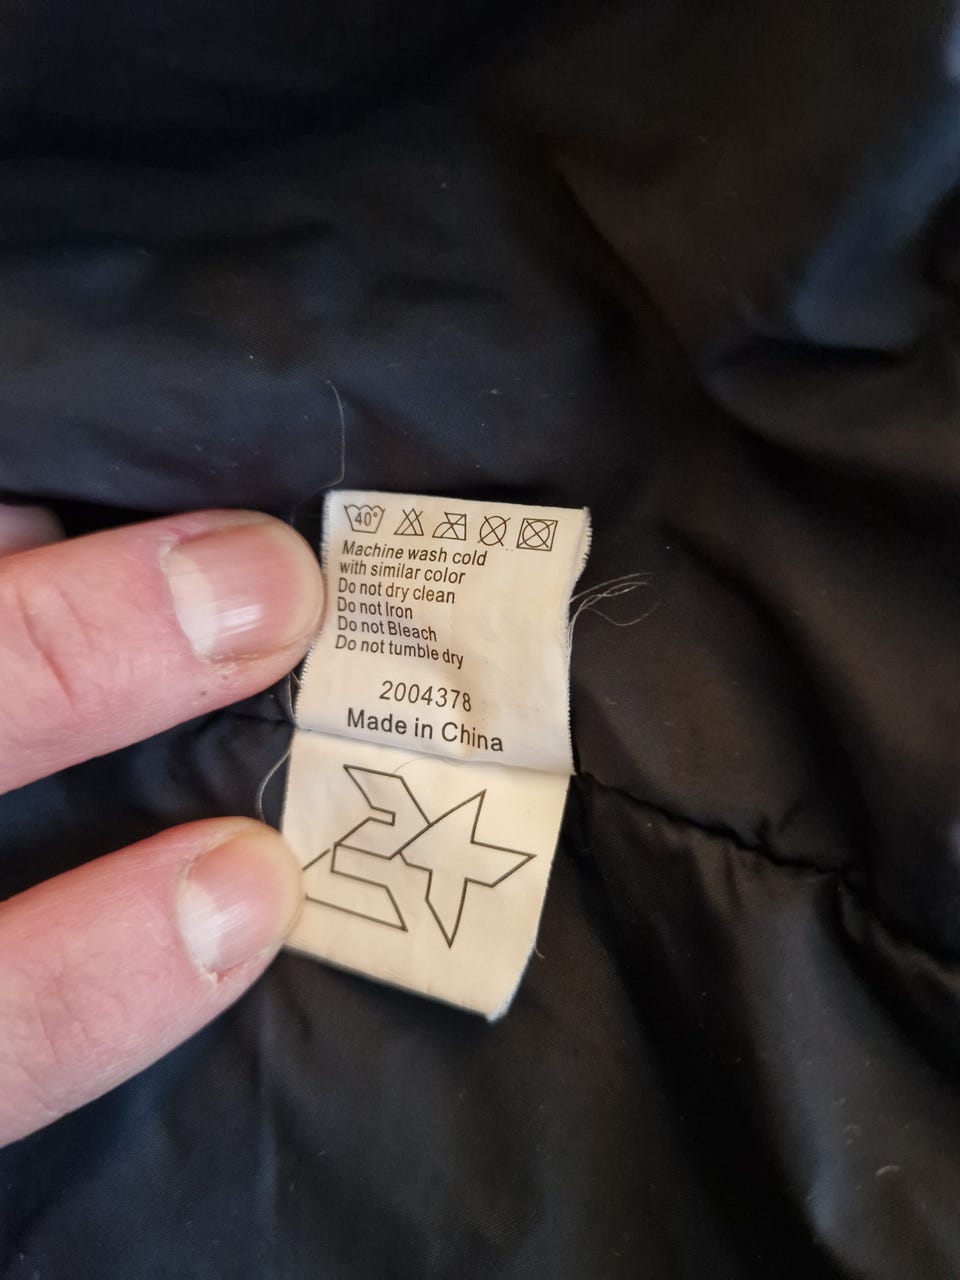 40°
Machine wash cold
with similar color
Do not dry clean
Do not Iron
Do not Bleach
Do not tumble dry
2004378
Made in China